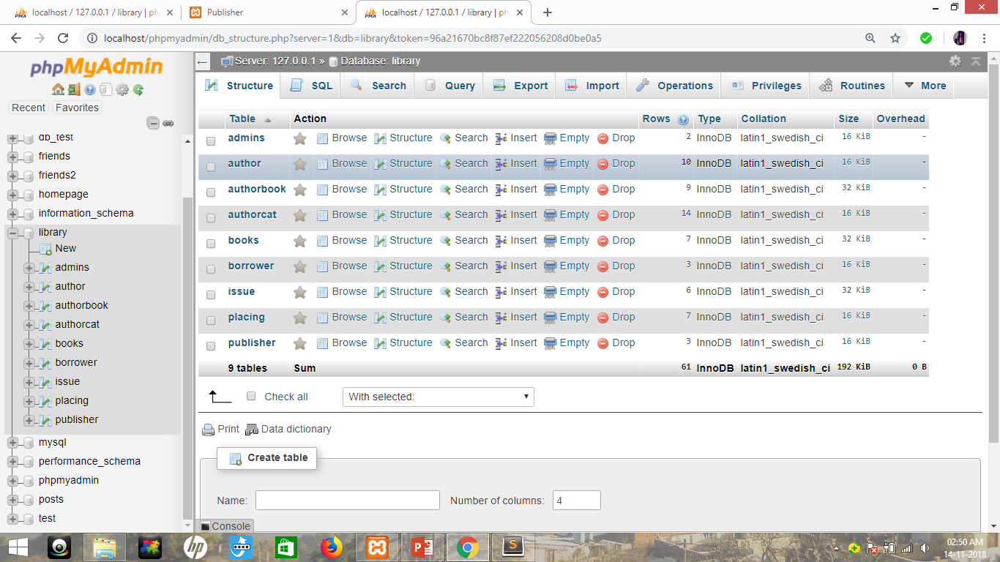 localhost / 127.0.0.1 / library | ph
Publisher
localhost / 127.0.0.1 / library | ph
localhost/phpmyadmin/db_structure.php?server=1&db=library&token=96a21670bc8f87ef222056208d0be0a5
phpMyAdmin
Recent Favorites
db_test
friends
friends2
homepage
information_schema
library
New
admins
author
authorbook
authorcat
books
borrower
issue
placing
publisher
mysql
performance_schema
phpmyadmin
posts
test
Server: 127.0.0.1 » Database: library
Structure SQL Search Query Export Import Operations Privileges Routines More
Table Action Rows Type Collation Size Overhead
admins Browse Structure Search Insert Empty Drop 2 InnoDB latin1_swedish_ci 16 KiB -
author Browse Structure Search Insert Empty Drop 10 InnoDB latin1_swedish_ci 16 KiB -
authorbook Browse Structure Search Insert Empty Drop 9 InnoDB latin1_swedish_ci 32 KiB -
authorcat Browse Structure Search Insert Empty Drop 14 InnoDB latin1_swedish_ci 16 KiB -
books Browse Structure Search Insert Empty Drop 7 InnoDB latin1_swedish_ci 32 KiB -
borrower Browse Structure Search Insert Empty Drop 3 InnoDB latin1_swedish_ci 16 KiB -
issue Browse Structure Search Insert Empty Drop 6 InnoDB latin1_swedish_ci 32 KiB -
placing Browse Structure Search Insert Empty Drop 7 InnoDB latin1_swedish_ci 16 KiB -
publisher Browse Structure Search Insert Empty Drop 3 InnoDB latin1_swedish_ci 16 KiB -
9 tables Sum 61 InnoDB latin1_swedish_ci 192 KiB 0 B
Check all With selected:
Print Data dictionary
Create table
Name: Number of columns: 4
Console
02:50 AM
14-11-2018